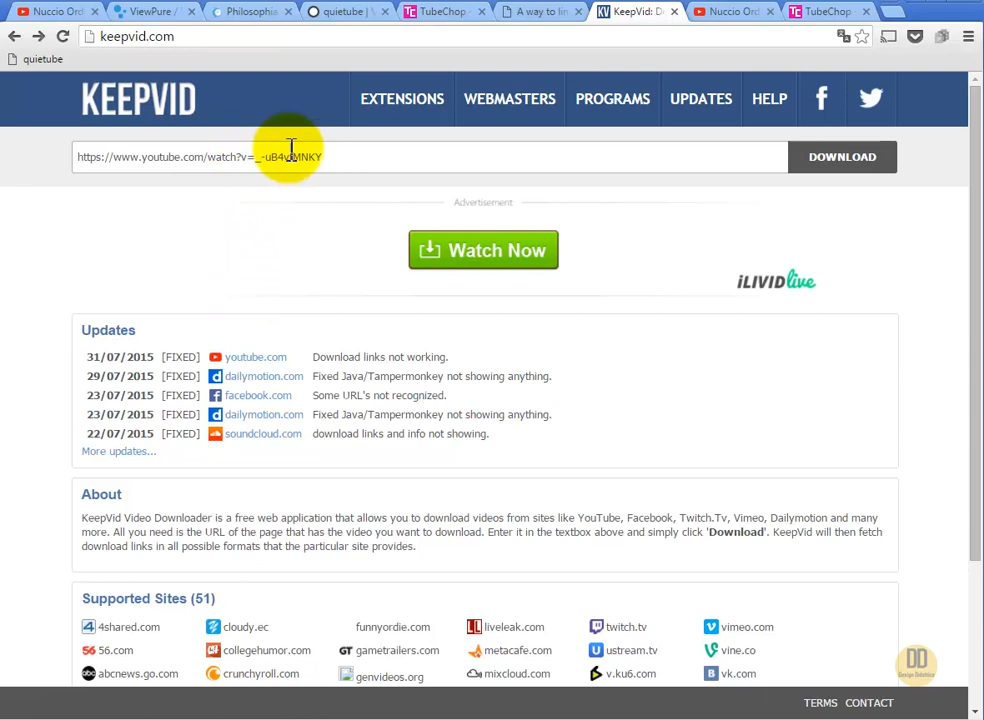 Nuccio Ord
ViewPure /
Philosophia
quietube | V
TubeChop -
A way to lin
KV KeepVid: D
Nuccio Ord
TubeChop
keepvid.com
quietube
KEEPVID EXTENSIONS WEBMASTERS PROGRAMS UPDATES HELP
DOWNLOAD
Advertisement
Watch Now
iLIVID live
Updates
31/07/2015 [FIXED] youtube.com Download links not working.
29/07/2015 [FIXED] dailymotion.com Fixed Java/Tampermonkey not showing anything.
23/07/2015 [FIXED] facebook.com Some URL's not recognized.
23/07/2015 [FIXED] dailymotion.com Fixed Java/Tampermonkey not showing anything.
22/07/2015 [FIXED] soundcloud.com download links and info not showing.
More updates...
About
KeepVid Video Downloader is a free web application that allows you to download videos from sites like YouTube, Facebook, Twitch.Tv, Vimeo, Dailymotion and many
more. All you need is the URL of the page that has the video you want to download. Enter it in the textbox above and simply click 'Download'. KeepVid will then fetch
download links in all possible formats that the particular site provides.
Supported Sites (51)
4shared.com cloudy.ec funnyordie.com liveleak.com twitch.tv vimeo.com
56.com collegehumor.com gametrailers.com metacafe.com ustream.tv vine.co
abcnews.go.com crunchyroll.com genvideos.org mixcloud.com v.ku6.com vk.com
DD
TERMS CONTACT